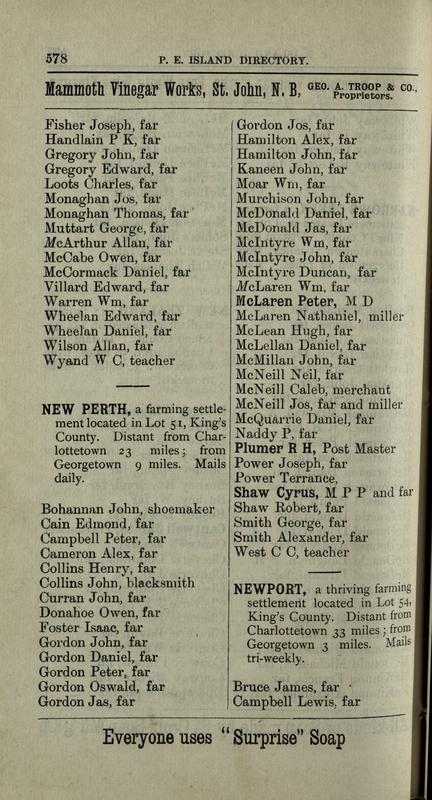 578
P. E. ISLAND DIRECTORY.
Mammoth Vinegar Works, St. John, N. B, GEO. A. TROOP & CO., Proprietors.
Fisher Joseph, far
Handlain P K, far
Gregory John, far
Gregory Edward, far
Loots Charles, far
Monaghan Jos, far
Monaghan Thomas, far
Muttart George, far
McArthur Allan, far
McCabe Owen, far
McCormack Daniel, far
Villard Edward, far
Warren Wm, far
Wheelan Edward, far
Wheelan Daniel, far
Wilson Allan, far
Wyand W C, teacher
NEW PERTH, a farming settle-
ment located in Lot 51, King's
County. Distant from Char-
lottetown 23 miles; from
Georgetown 9 miles. Mails
daily.
Bohannan John, shoemaker
Cain Edmond, far
Campbell Peter, far
Cameron Alex, far
Collins Henry, far
Collins John, blacksmith
Curran John, far
Donahoe Owen, far
Foster Isaac, far
Gordon John, far
Gordon Daniel, far
Gordon Peter, far
Gordon Oswald, far
Gordon Jas, far
Gordon Jos, far
Hamilton Alex, far
Hamilton John, far
Kaneen John, far
Moar Wm, far
Murchison John, far
McDonald Daniel, far
McDonald Jas, far
McIntyre Wm, far
McIntyre John, far
McIntyre Duncan, far
McLaren Wm, far
McLaren Peter, M D
McLaren Nathaniel, miller
McLean Hugh, far
McLellan Daniel, far
McMillan John, far
McNeill Neil, far
McNeill Caleb, merchant
McNeill Jos, far and miller
McQuarrie Daniel, far
Naddy P, far
Plumer R H, Post Master
Power Joseph, far
Power Terrance,
Shaw Cyrus, M P P and far
Shaw Robert, far
Smith George, far
Smith Alexander, far
West C C, teacher
NEWPORT, a thriving farming
settlement located in Lot 54,
King's County. Distant from
Charlottetown 33 miles; from
Georgetown 3 miles. Mails
tri-weekly.
Bruce James, far
Campbell Lewis, far
Everyone uses "Surprise" Soap